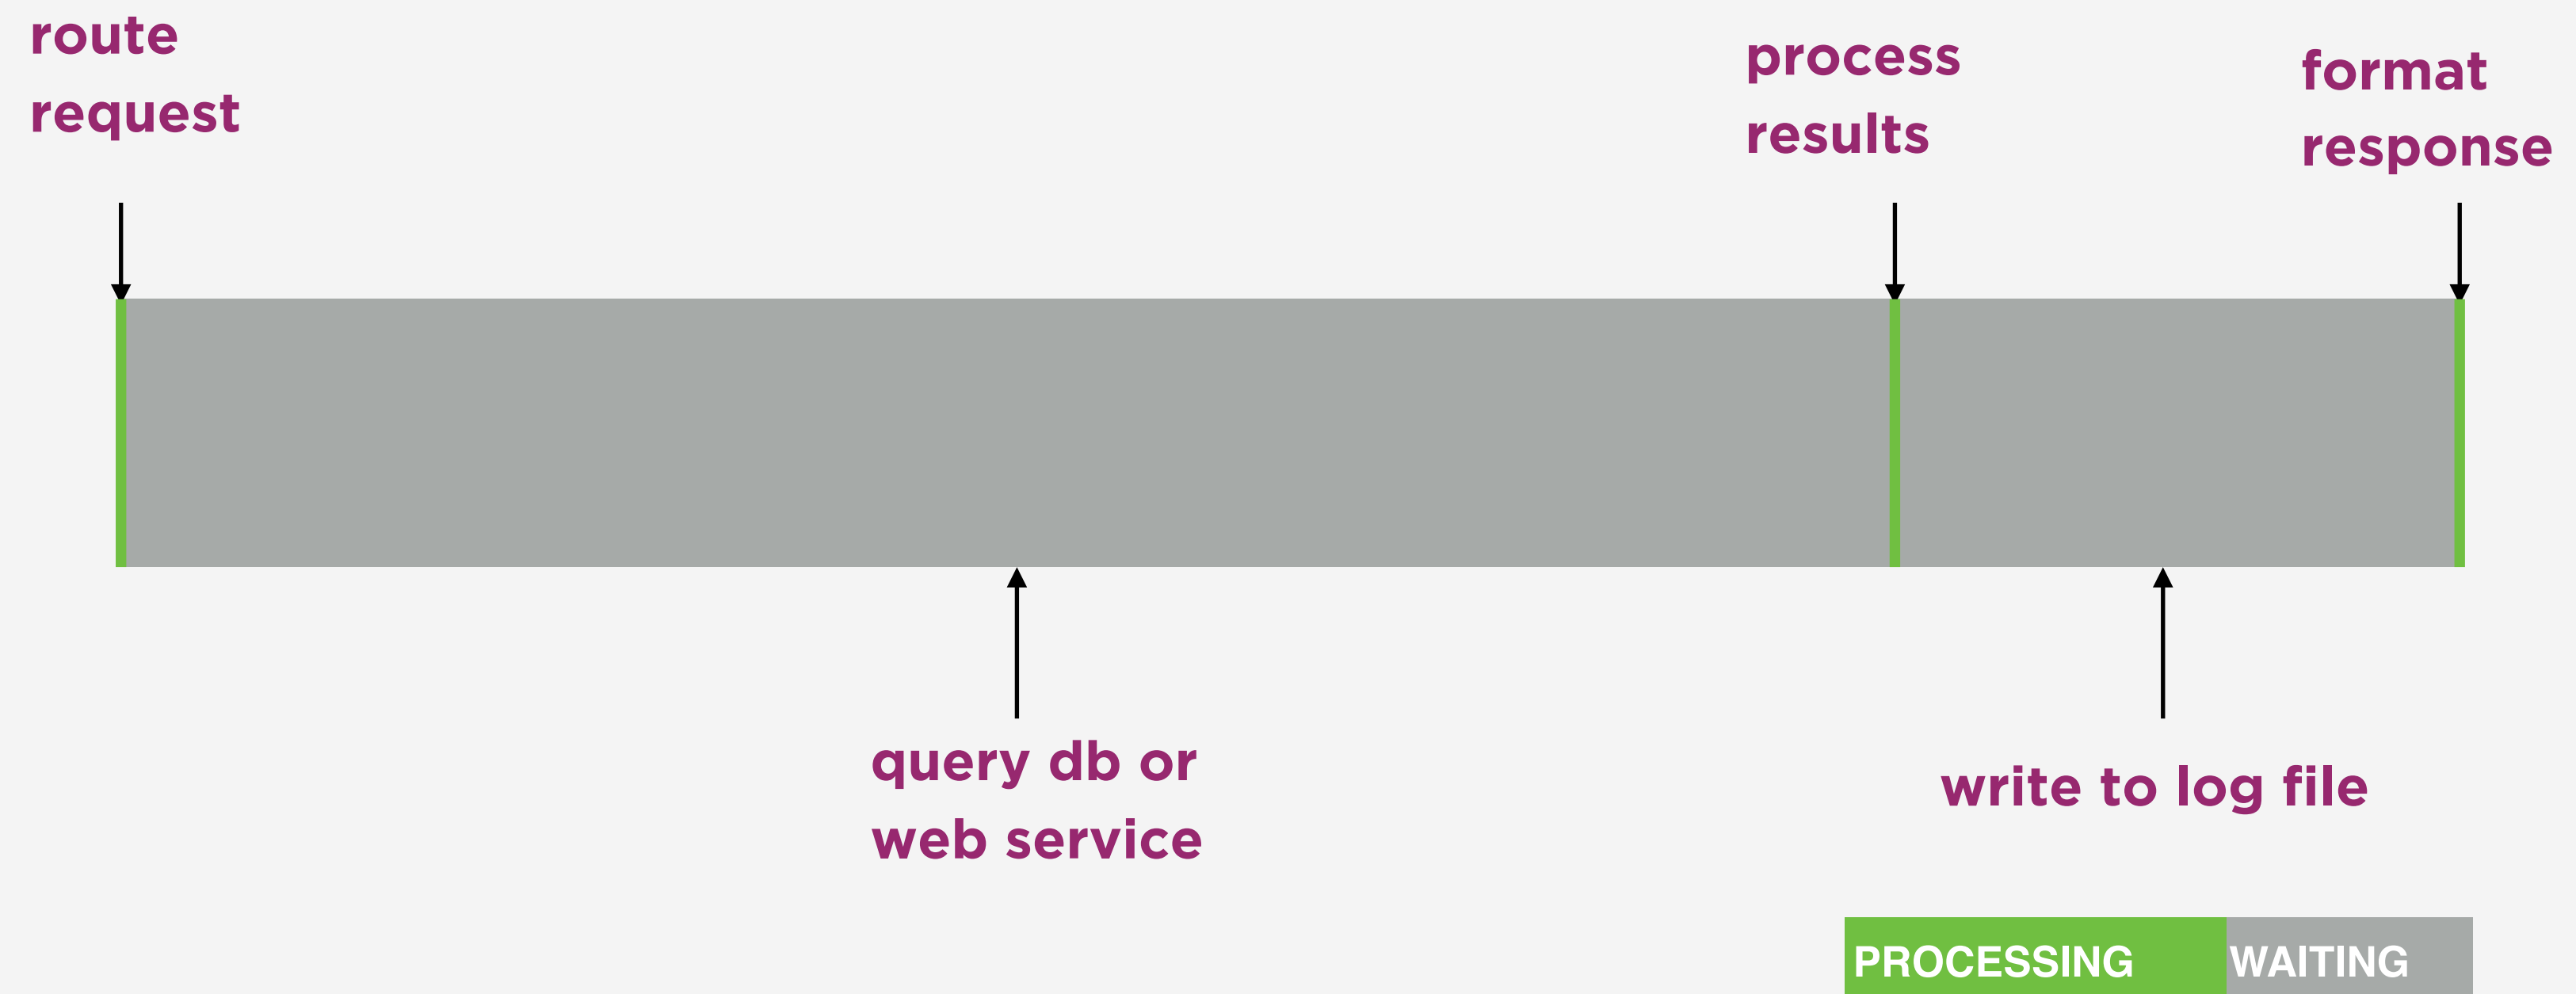 route
request
process
results
format
response
query db or
web service
write to log file
PROCESSING
WAITING